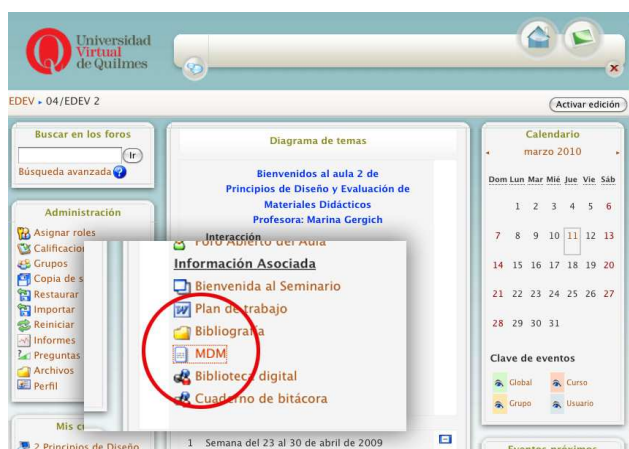 Universidad
Virtual
de Quilmes
EDEV ▸ 04/EDEV 2
Activar edición
Buscar en los foros
Ir
Búsqueda avanzada
Administración
Asignar roles
Grupos
Copia de s
Restaurar
Importar
Reiniciar
Informes
Preguntas
Archivos
Perfil
2 Principios de Diseño
Diagrama de temas
Bienvenidos al aula 2 de
Principios de Diseño y Evaluación de
Materiales Didácticos
Profesora: Marina Gergich
Interacción
Foro Abierto del Aula
Información Asociada
Bienvenida al Seminario
Plan de trabajo
Bibliografía
MDM
Biblioteca digital
Cuaderno de bitácora
1 Semana del 23 al 30 de abril de 2009
Calendario
marzo 2010
Dom Lun Mar Mié Jue Vie Sáb
1 2 3 4 5 6
7 8 9 10 11 12 13
14 15 16 17 18 19 20
21 22 23 24 25 26 27
28 29 30 31
Clave de eventos
Global Curso
Grupo Usuario
Eventos próximos